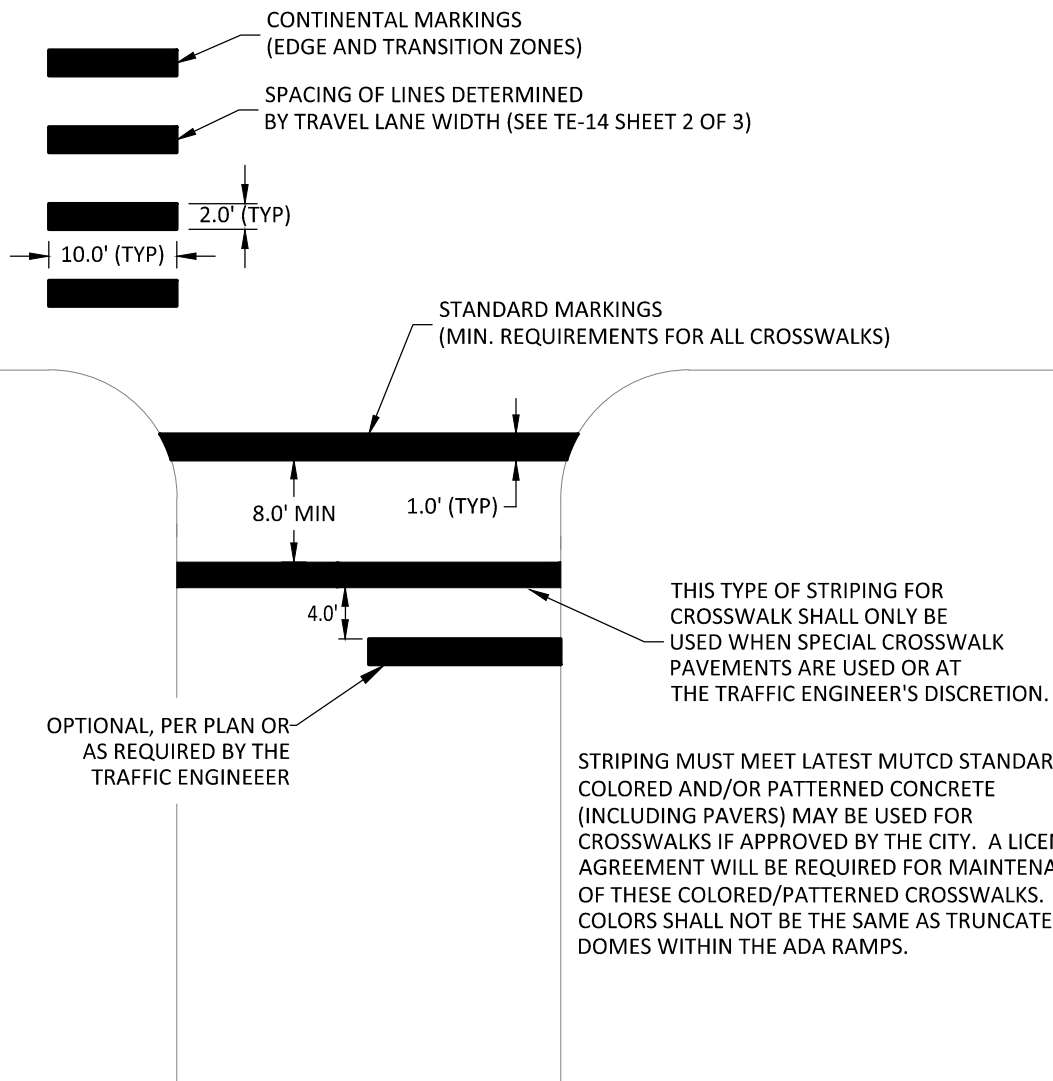 CONTINENTAL MARKINGS
(EDGE AND TRANSITION ZONES)
SPACING OF LINES DETERMINED
BY TRAVEL LANE WIDTH (SEE TE-14 SHEET 2 OF 3)
2.0' (TYP)
10.0' (TYP)
STANDARD MARKINGS
(MIN. REQUIREMENTS FOR ALL CROSSWALKS)
8.0' MIN
1.0' (TYP)
4.0'
THIS TYPE OF STRIPING FOR
CROSSWALK SHALL ONLY BE
USED WHEN SPECIAL CROSSWALK
PAVEMENTS ARE USED OR AT
THE TRAFFIC ENGINEER'S DISCRETION.
OPTIONAL, PER PLAN OR
AS REQUIRED BY THE
TRAFFIC ENGINEEER
STRIPING MUST MEET LATEST MUTCD STANDAR
COLORED AND/OR PATTERNED CONCRETE
(INCLUDING PAVERS) MAY BE USED FOR
CROSSWALKS IF APPROVED BY THE CITY. A LICEN
AGREEMENT WILL BE REQUIRED FOR MAINTENA
OF THESE COLORED/PATTERNED CROSSWALKS.
COLORS SHALL NOT BE THE SAME AS TRUNCATE
DOMES WITHIN THE ADA RAMPS.